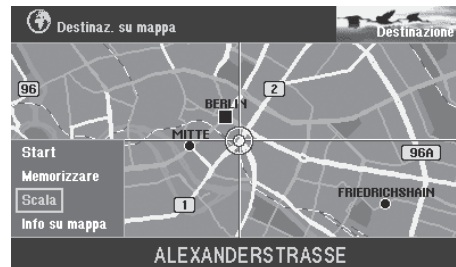 Destinaz. su mappa
Destinazione
96
2
BERLIN
MITTE
96A
Start
Memorizzare
Scala
Info su mappa
1
FRIEDRICHSHAIN
ALEXANDERSTRASSE